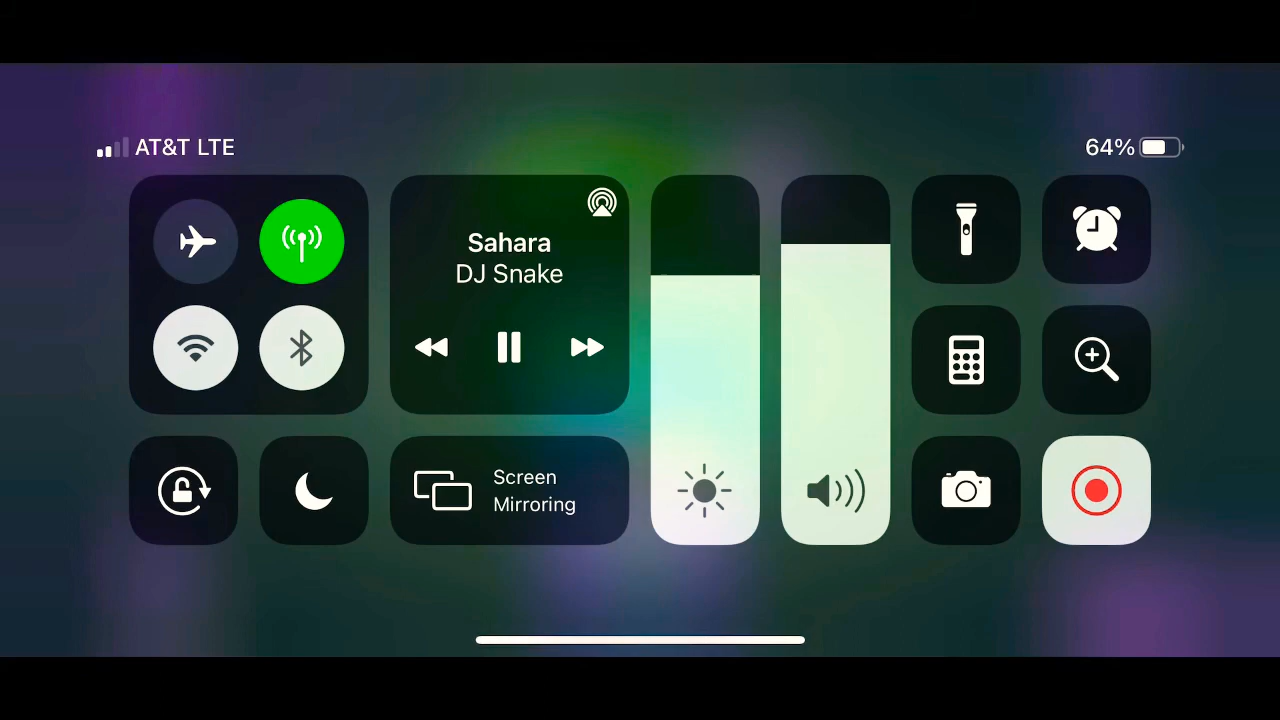 AT&T LTE
64%
Sahara
DJ Snake
Screen
Mirroring